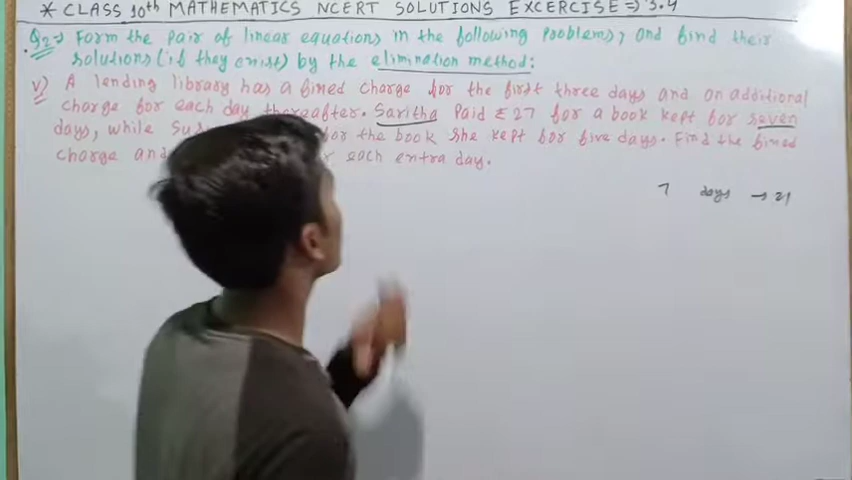 * CLASS 10th MATHEMATICS NCERT SOLUTIONS EXCERCISE => 3.4
Q2=> Form the pair of linear equations in the following problems, and find their
solutions (if they exist) by the elimination method:
v) A lending library has a fixed charge for the first three days and an additional
charge for each day thereafter. Saritha Paid ₹ 27 for a book kept for seven
days, while for the book she kept for five days. Find the fixed
charge and each extra day.
7 days → 21